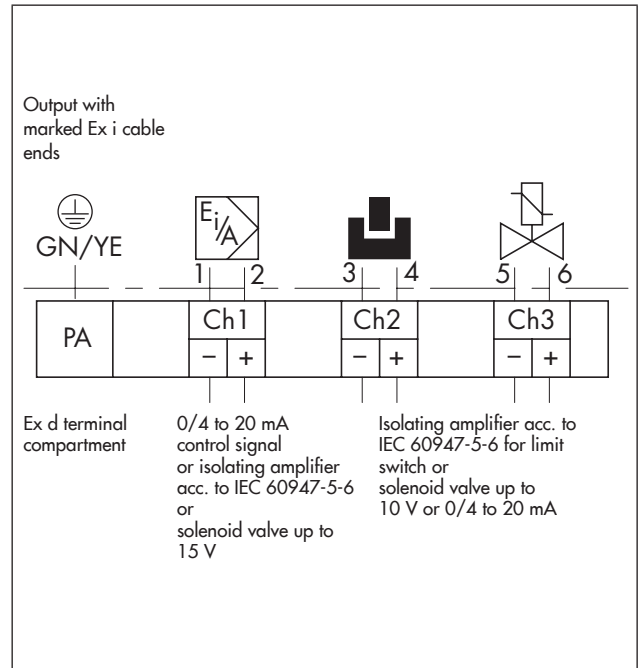 Output with
marked Ex i cable
ends
GN/YE
Ei/A
1 2 3 4 5 6
PA Ch1 Ch2 Ch3
− + − + − +
Ex d terminal
compartment
0/4 to 20 mA
control signal
or isolating amplifier
acc. to IEC 60947-5-6
or
solenoid valve up to
15 V
Isolating amplifier acc. to
IEC 60947-5-6 for limit
switch or
solenoid valve up to
10 V or 0/4 to 20 mA